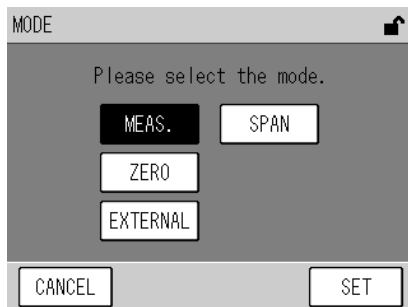 MODE
Please select the mode.
MEAS. SPAN
ZERO
EXTERNAL
CANCEL SET